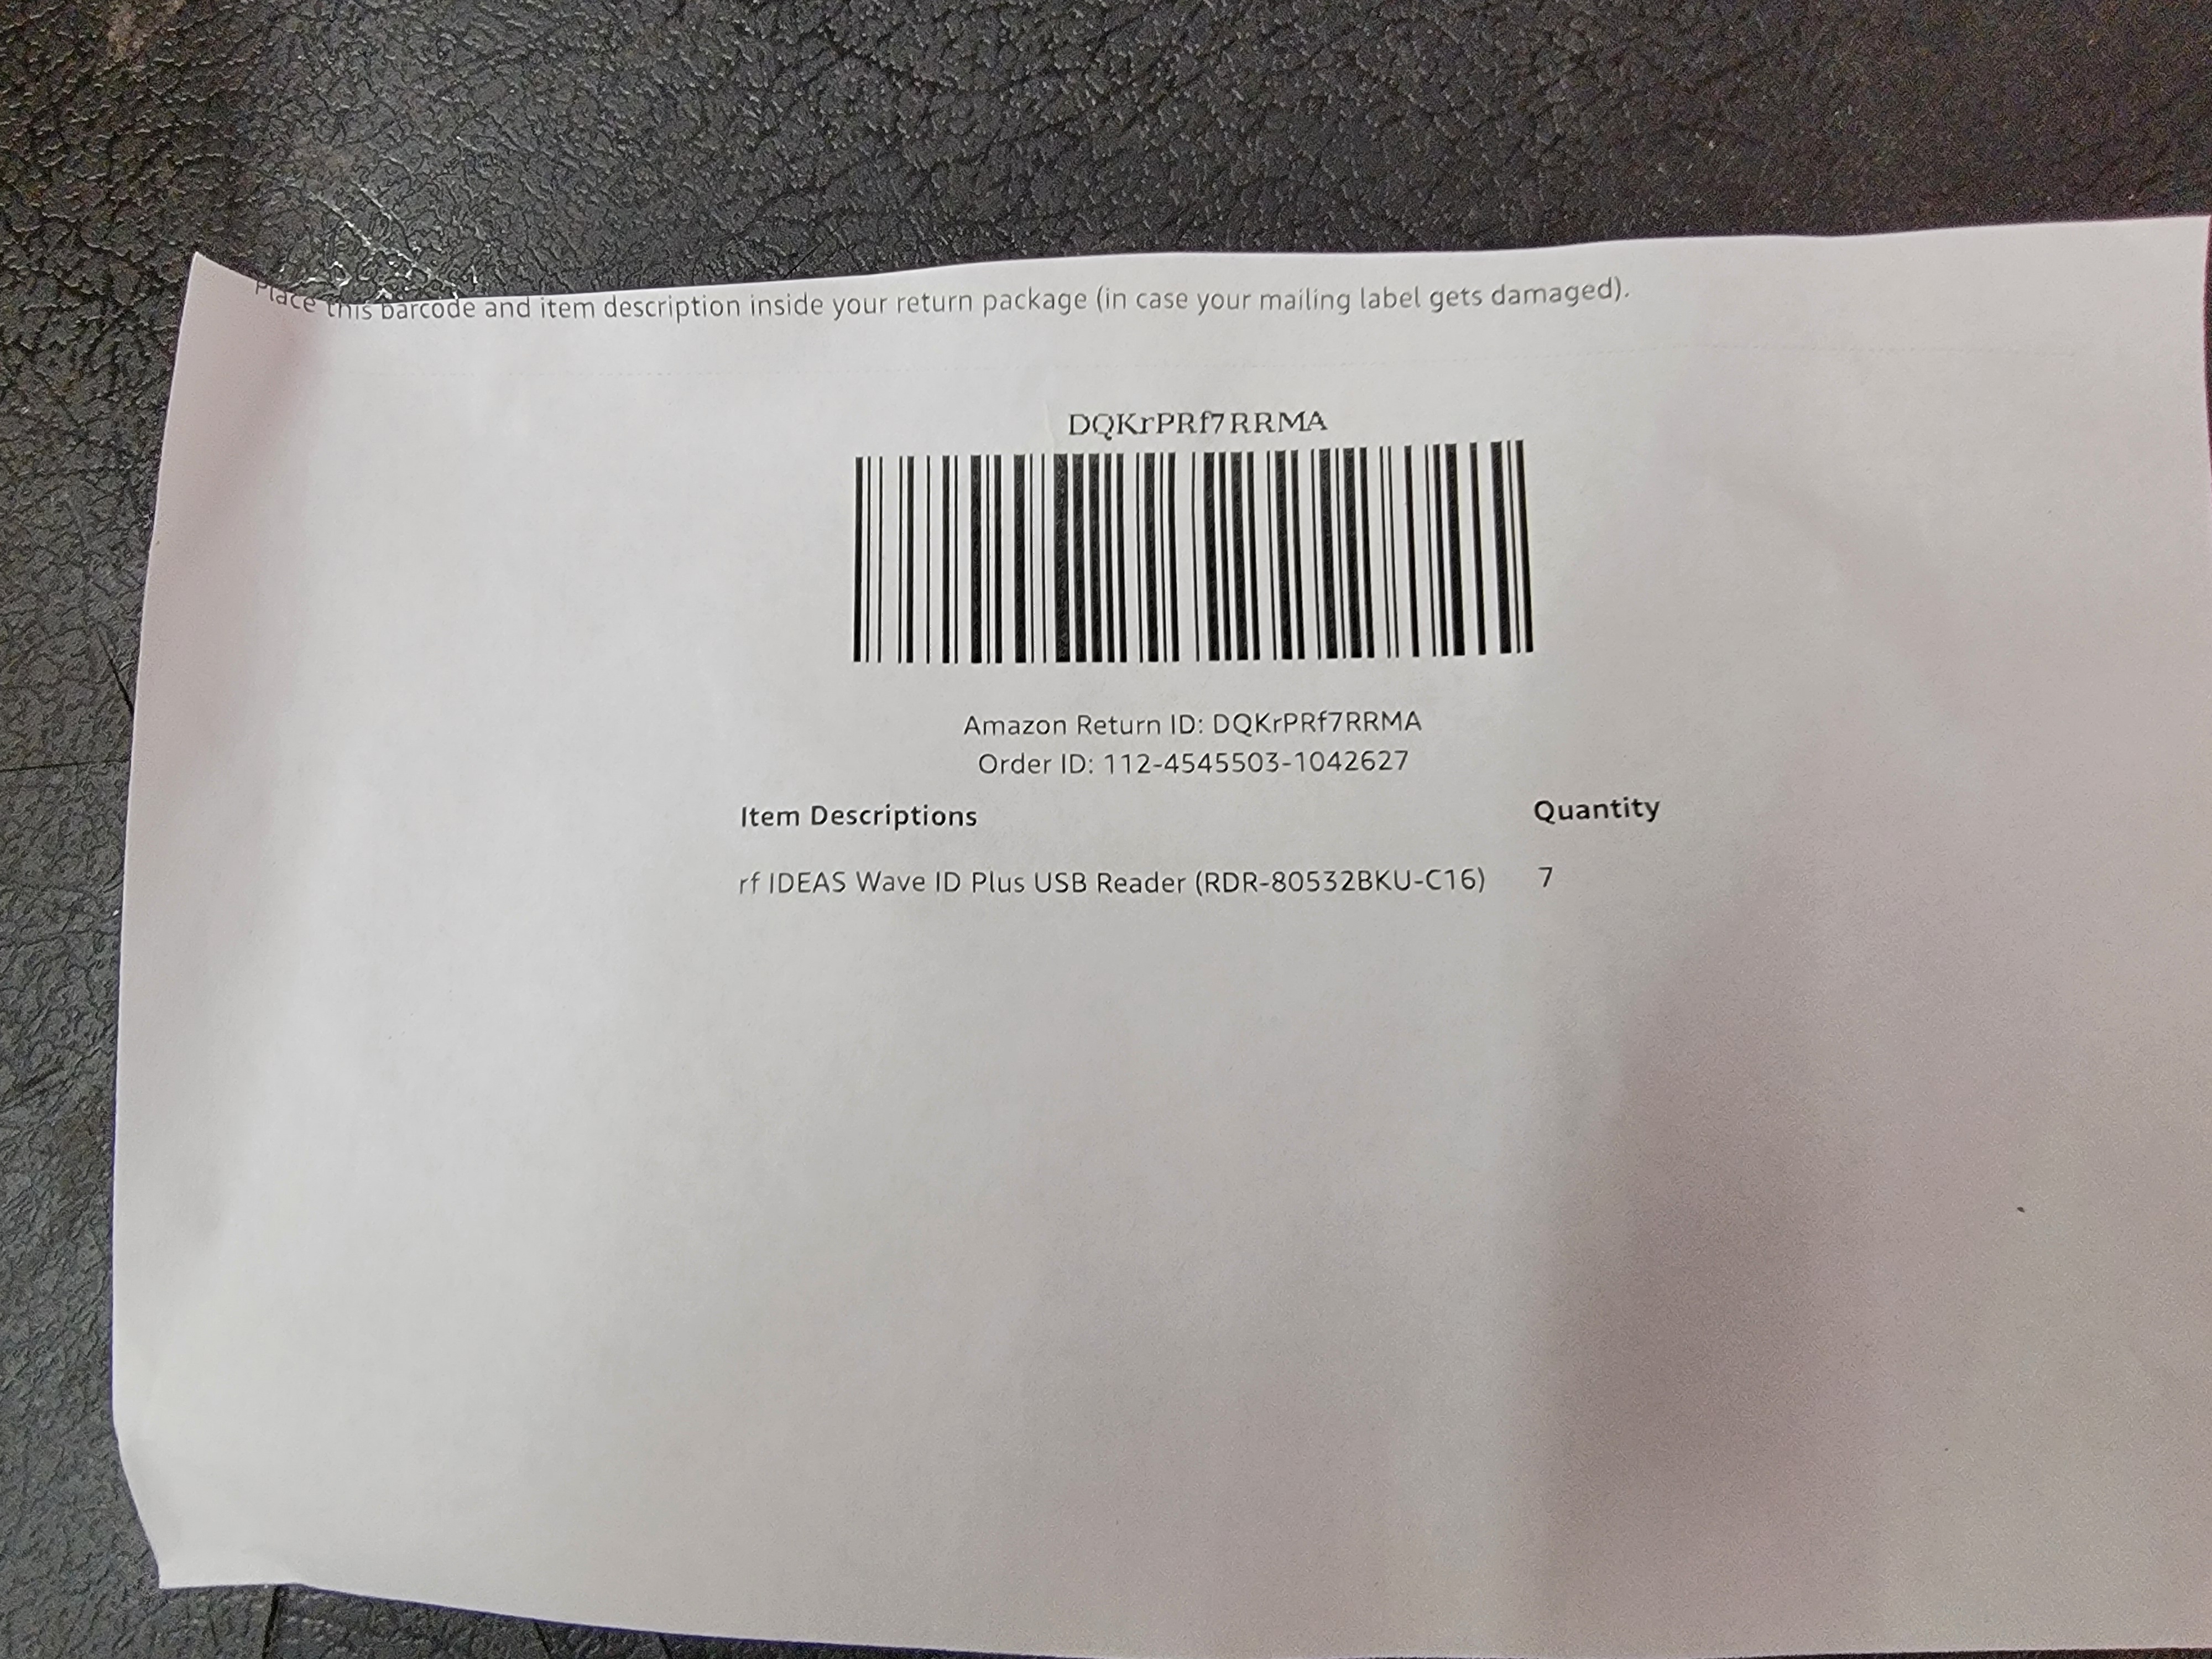 Place this barcode and item description inside your return package (in case your mailing label gets damaged).
DQKrPRf7RRMA
Amazon Return ID: DQKrPRf7RRMA
Order ID: 112-4545503-1042627
Item Descriptions Quantity
rf IDEAS Wave ID Plus USB Reader (RDR-80532BKU-C16) 7